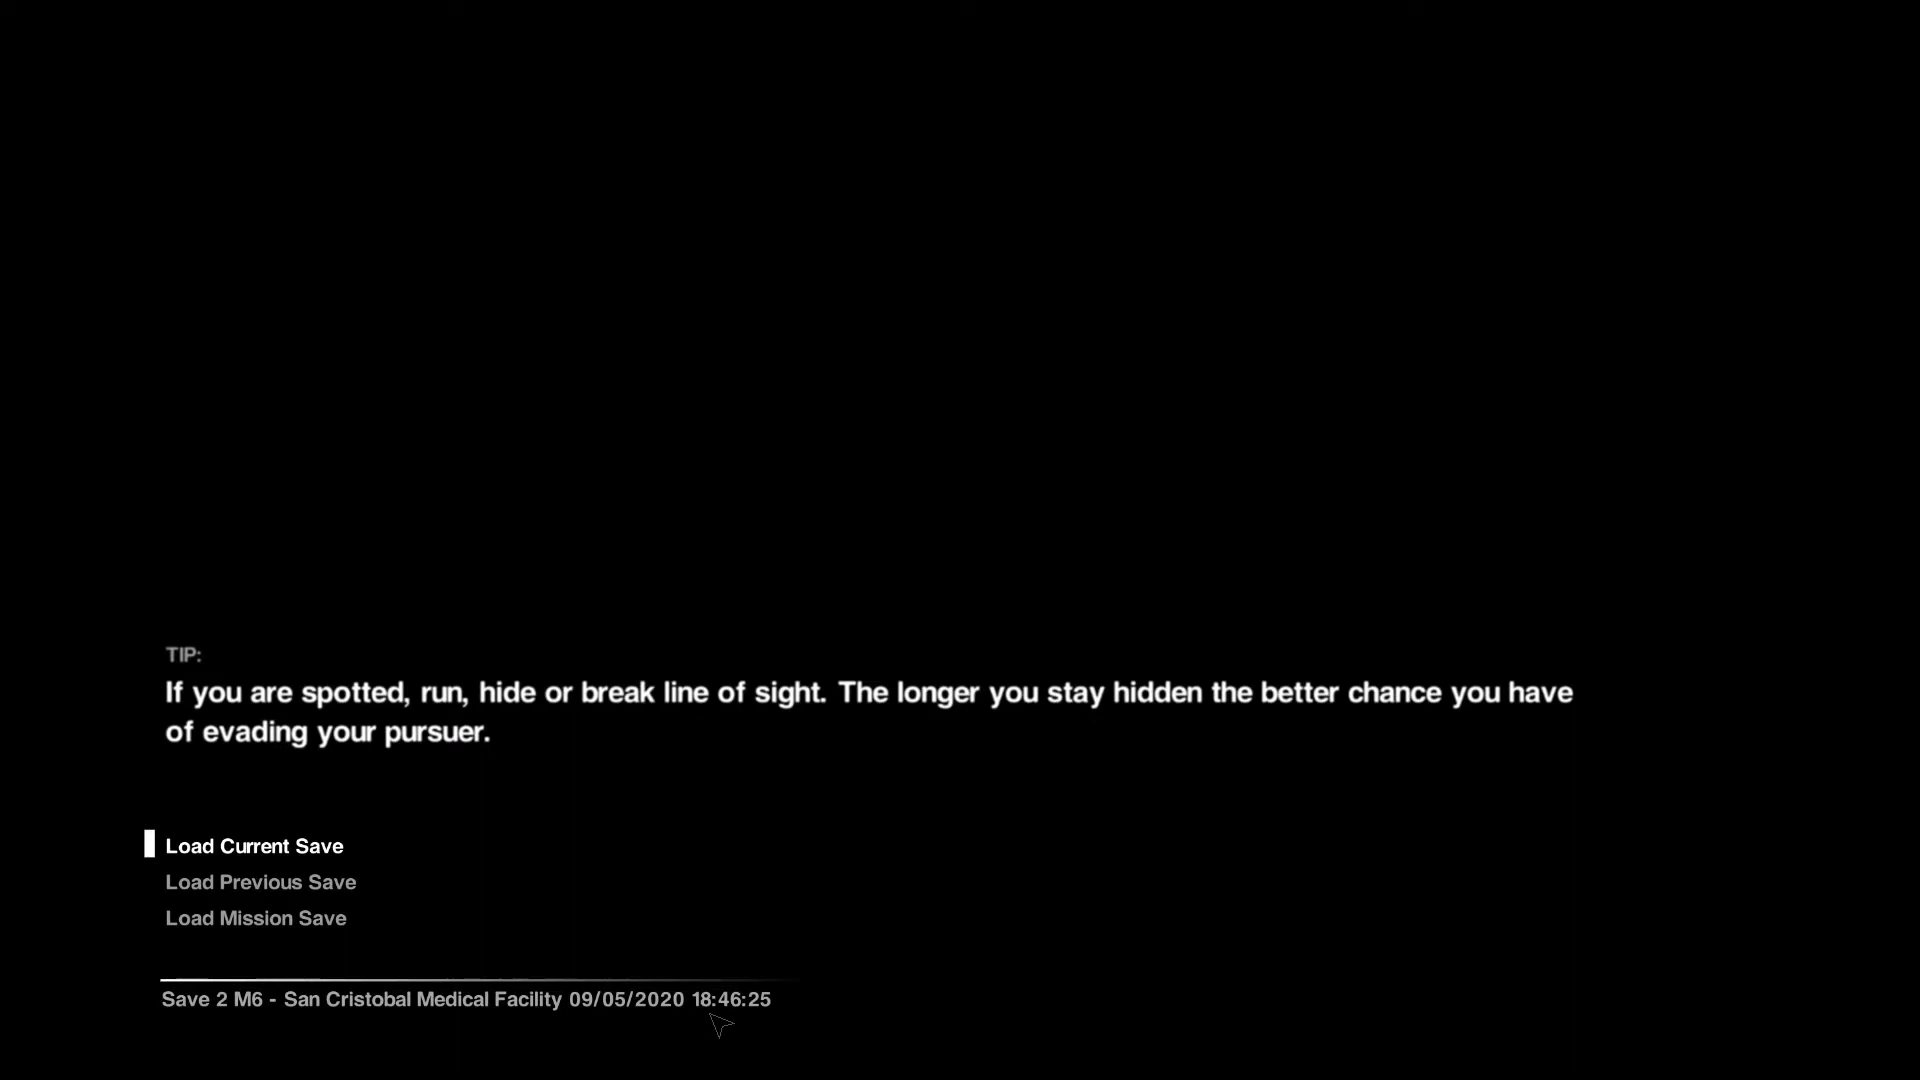 TIP:
If you are spotted, run, hide or break line of sight. The longer you stay hidden the better chance you have
of evading your pursuer.
Load Current Save
Load Previous Save
Load Mission Save
Save 2 M6 - San Cristobal Medical Facility 09/05/2020 18:46:25